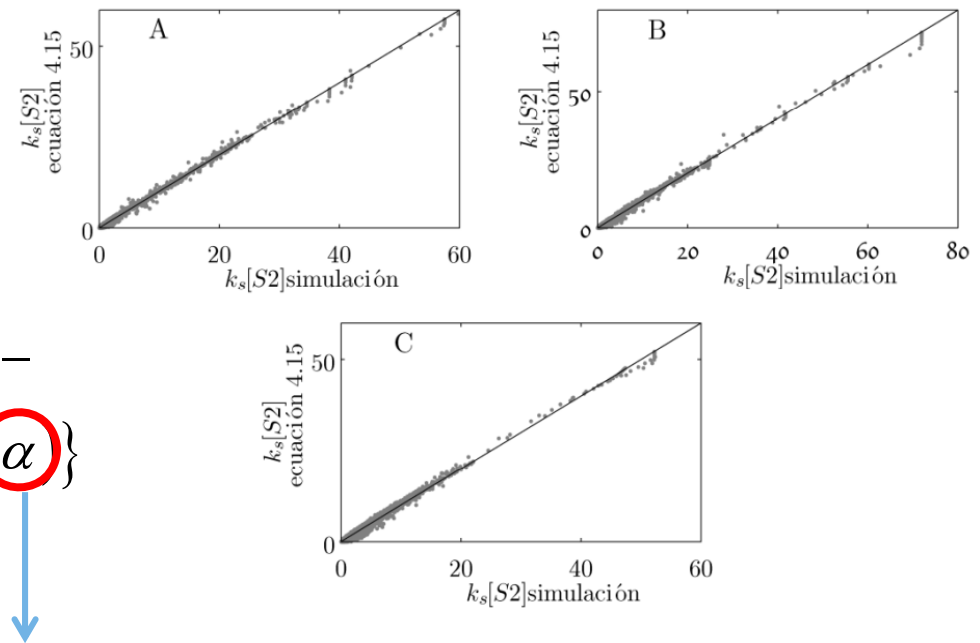 A
50
0
k_s[S2]
ecuación 4.15
0 20 40 60
k_s[S2]simulación
B
50
0
k_s[S2]
ecuación 4.15
0 20 40 60 80
k_s[S2]simulación
C
50
0
k_s[S2]
ecuación 4.15
0 20 40 60
k_s[S2]simulación
–
α)}